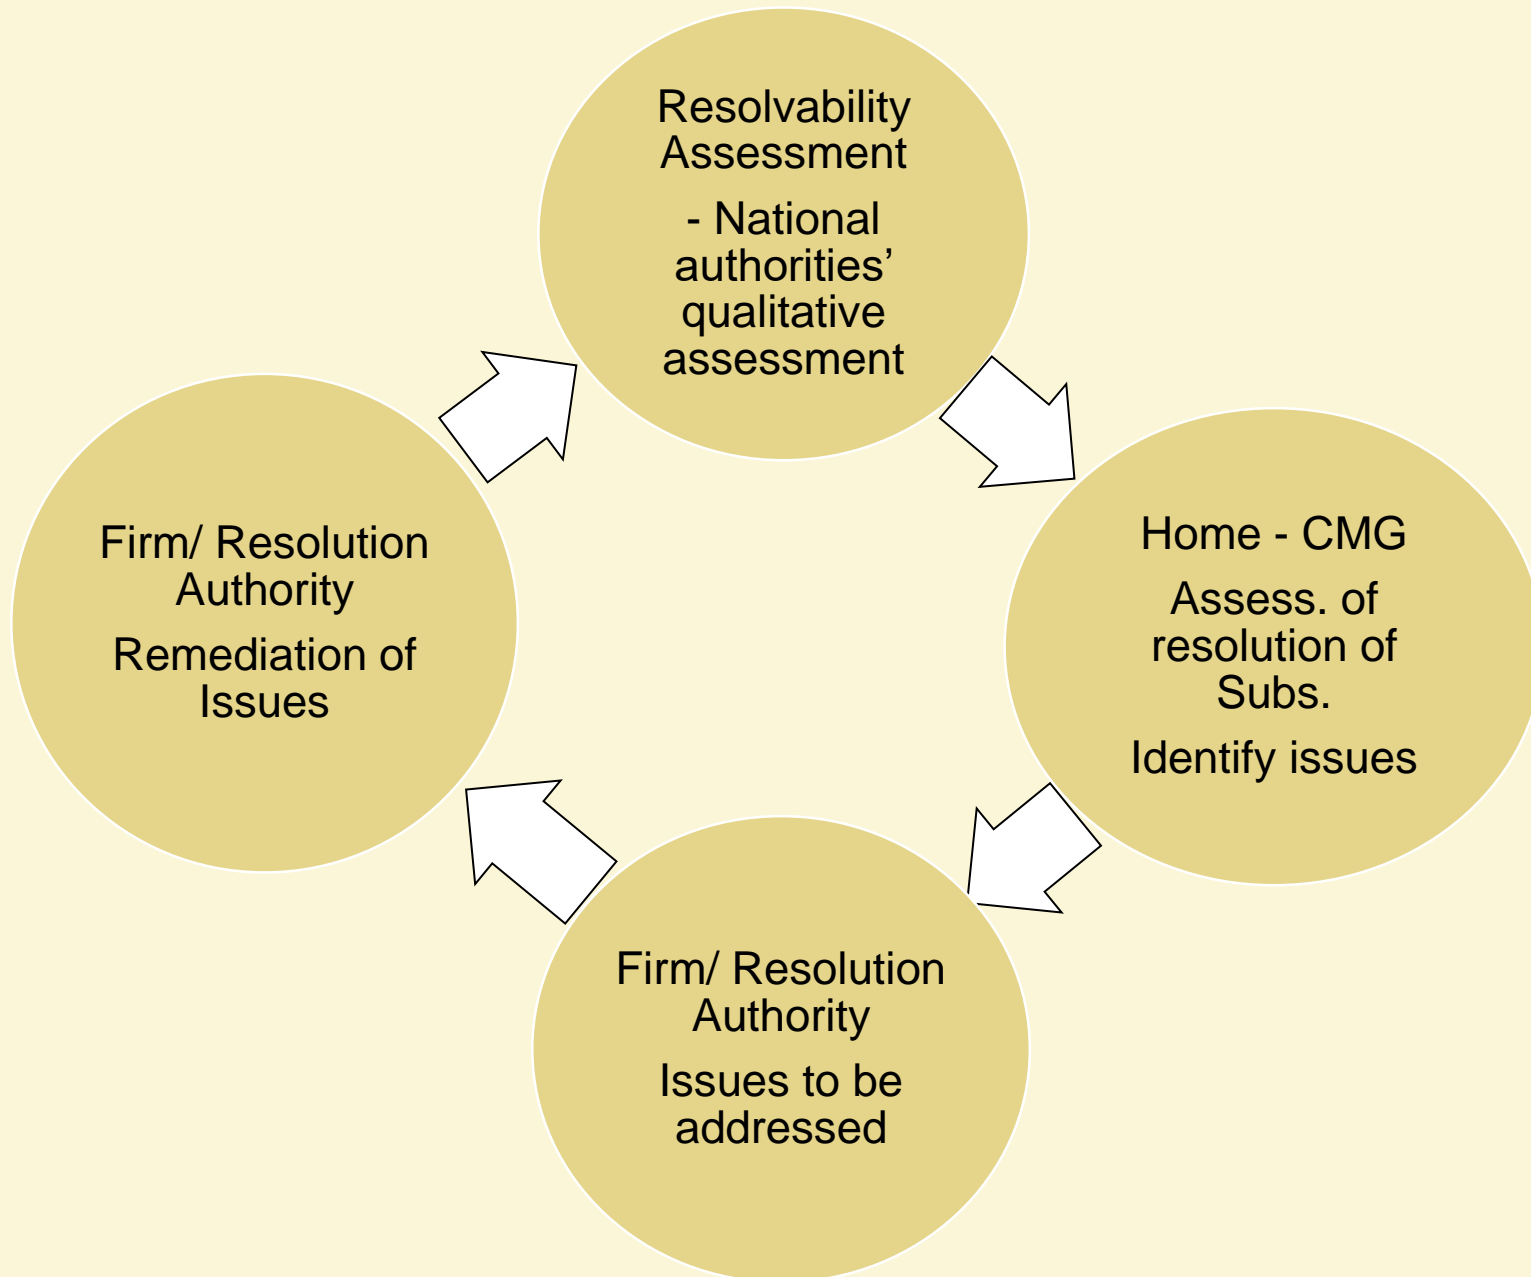 Resolvability
Assessment
- National
authorities’
qualitative
assessment
Home - CMG
Assess. of
resolution of
Subs.
Identify issues
Firm/ Resolution
Authority
Issues to be
addressed
Firm/ Resolution
Authority
Remediation of
Issues